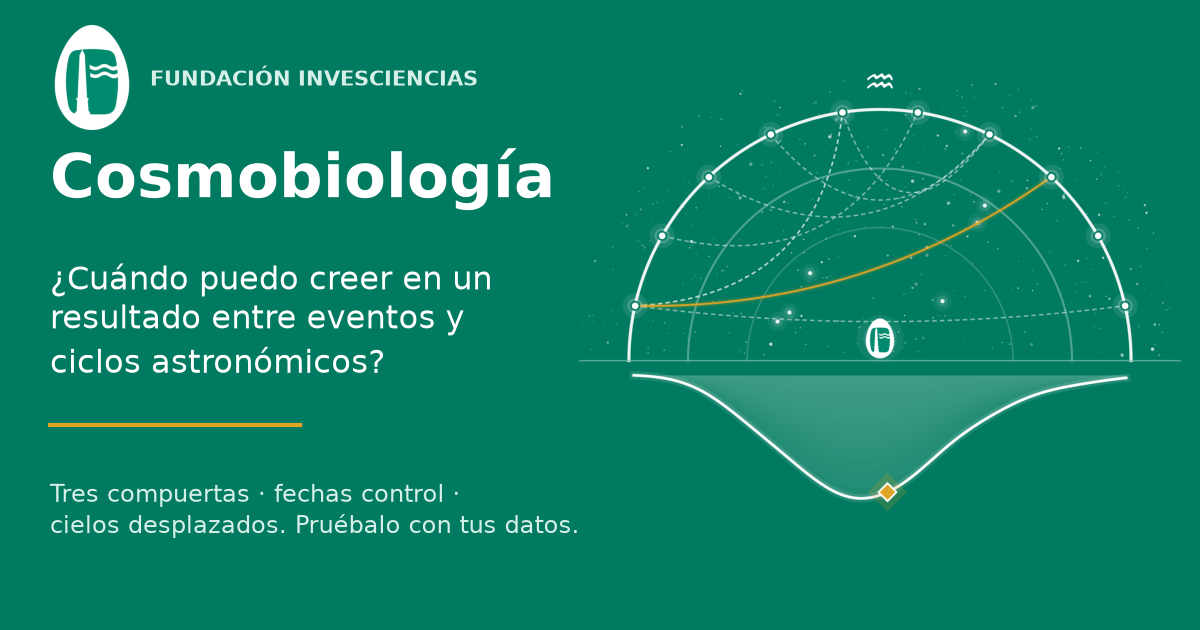 FUNDACIÓN INVESCIENCIAS
Cosmobiología
¿Cuándo puedo creer en un
resultado entre eventos y
ciclos astronómicos?
Tres compuertas · fechas control ·
cielos desplazados. Pruébalo con tus datos.